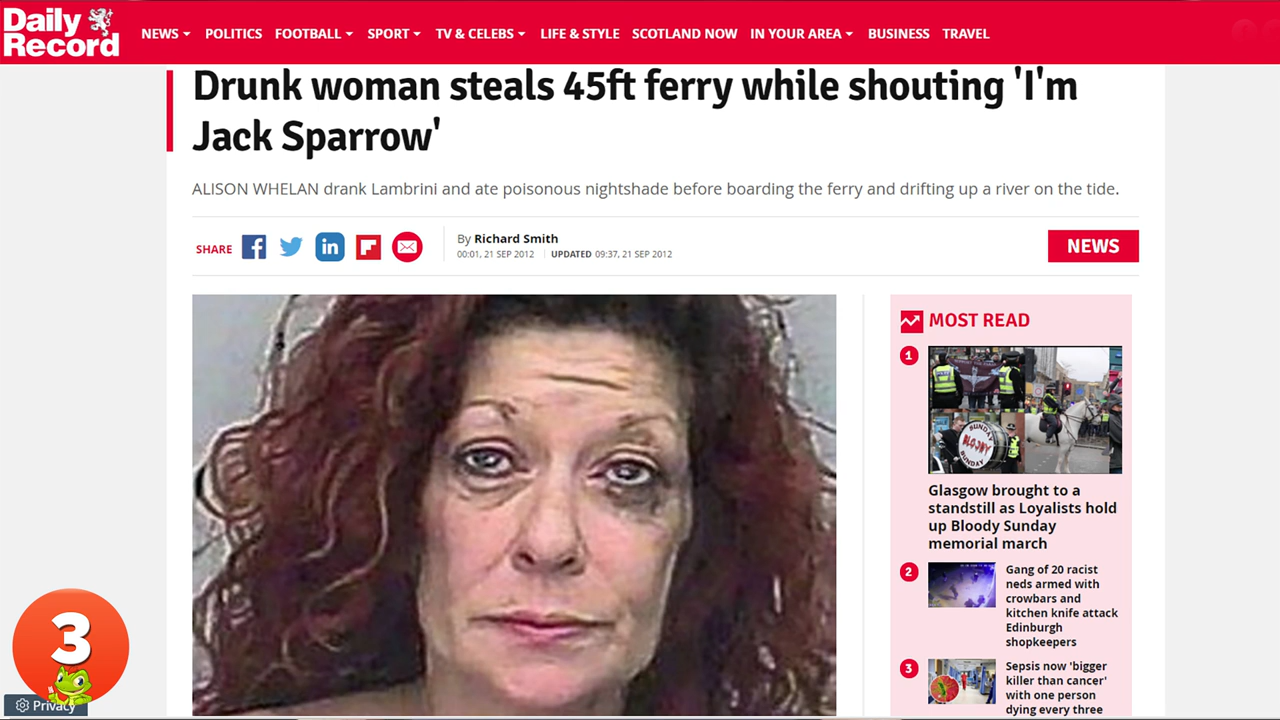 Daily
Record
NEWS POLITICS FOOTBALL SPORT TV & CELEBS LIFE & STYLE SCOTLAND NOW IN YOUR AREA BUSINESS TRAVEL
Drunk woman steals 45ft ferry while shouting 'I'm
Jack Sparrow'
ALISON WHELAN drank Lambrini and ate poisonous nightshade before boarding the ferry and drifting up a river on the tide.
SHARE
By Richard Smith
00:01, 21 SEP 2012 UPDATED 09:37, 21 SEP 2012
NEWS
MOST READ
1
SUNDAY
BLOODY
SUNDAY
Glasgow brought to a
standstill as Loyalists hold
up Bloody Sunday
memorial march
2
Gang of 20 racist
neds armed with
crowbars and
kitchen knife attack
Edinburgh
shopkeepers
3
Sepsis now 'bigger
killer than cancer'
with one person
dying every three
3
Privacy